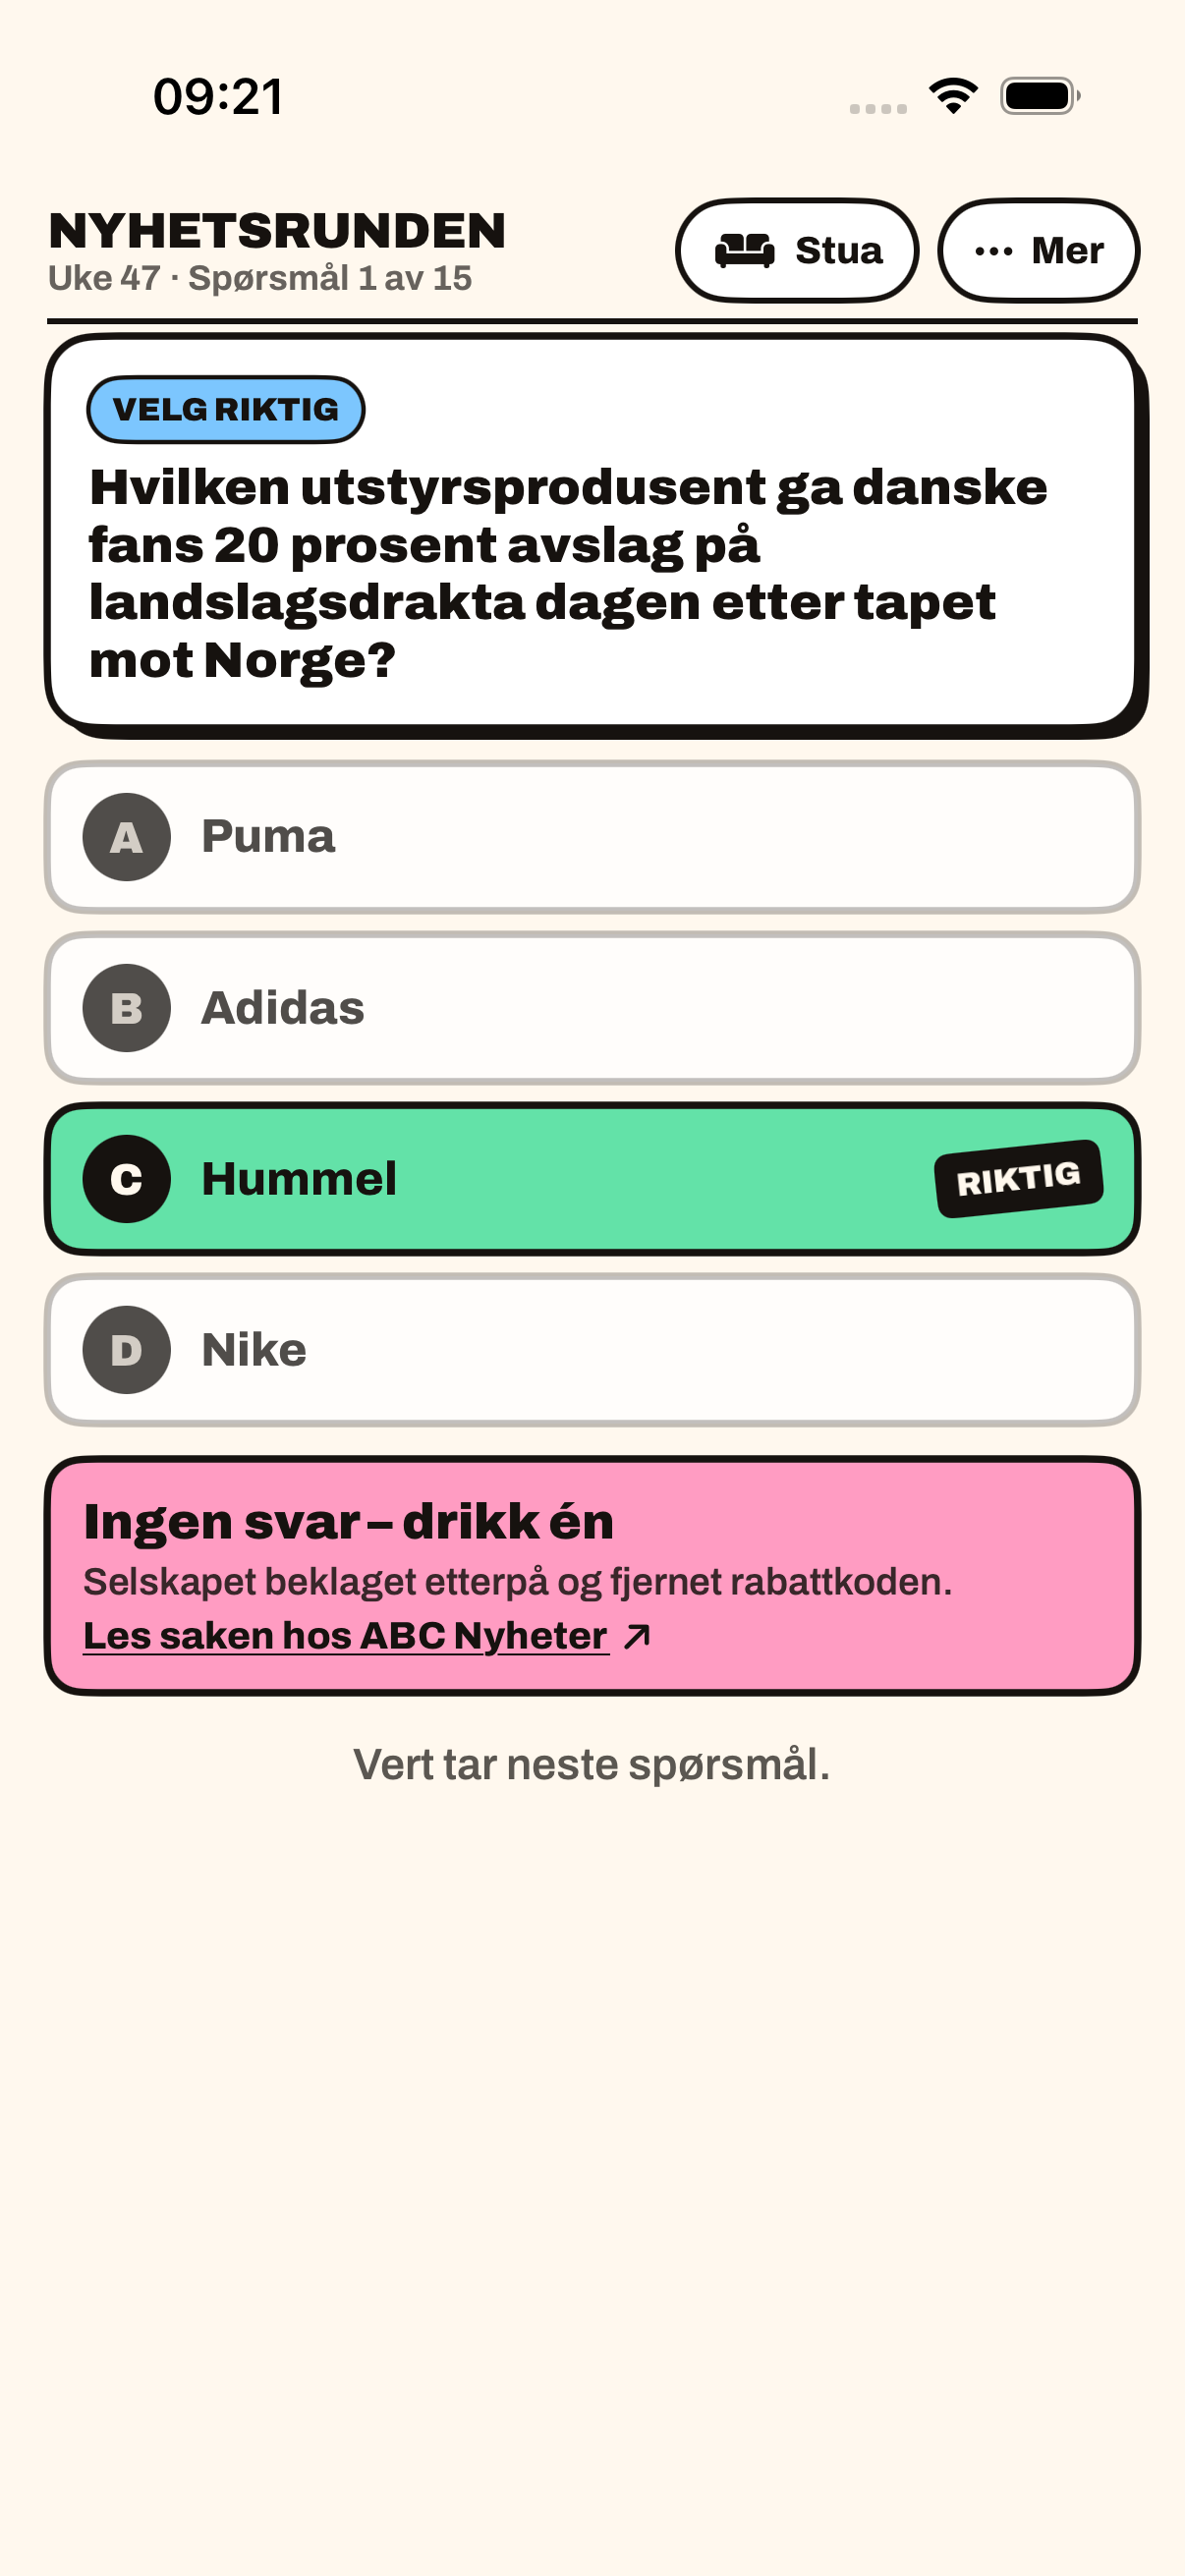 09:21
NYHETSRUNDEN
Uke 47 · Spørsmål 1 av 15
Stua
Mer
VELG RIKTIG
Hvilken utstyrsprodusent ga danske
fans 20 prosent avslag på
landslagsdrakta dagen etter tapet
mot Norge?
A Puma
B Adidas
C Hummel RIKTIG
D Nike
Ingen svar – drikk én
Selskapet beklaget etterpå og fjernet rabattkoden.
Les saken hos ABC Nyheter
Vert tar neste spørsmål.